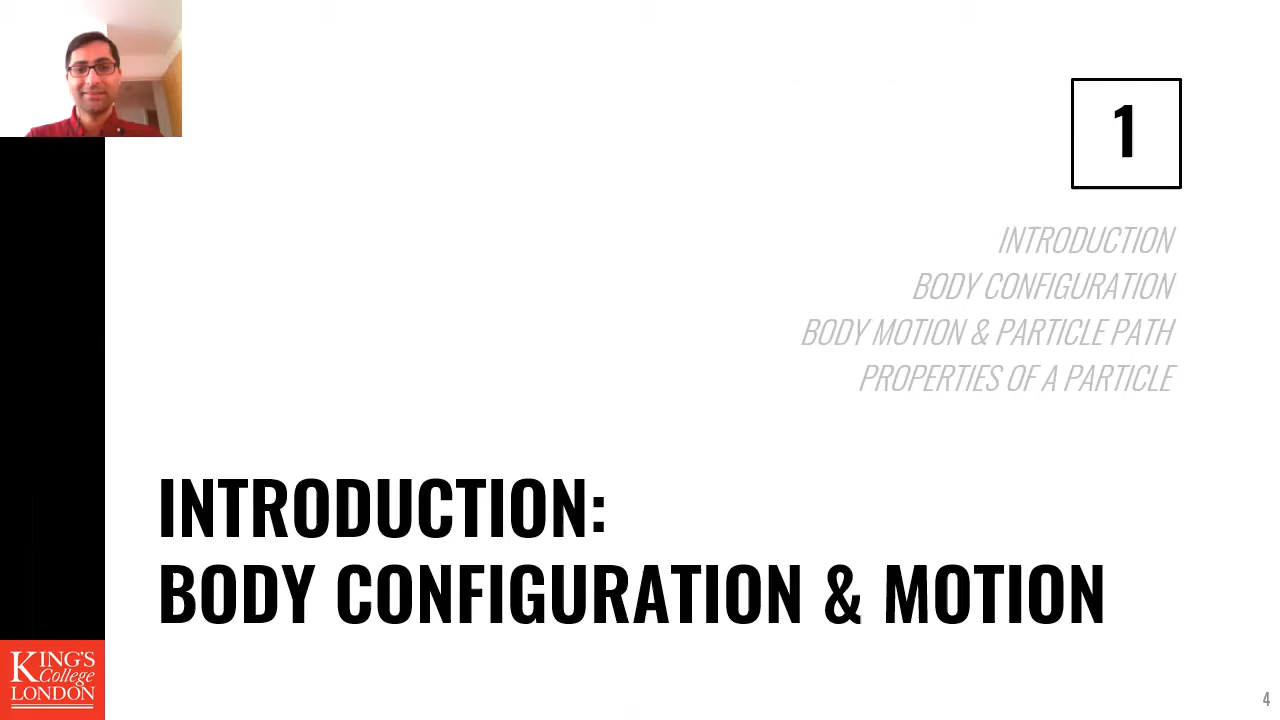 1
INTRODUCTION
BODY CONFIGURATION
BODY MOTION & PARTICLE PATH
PROPERTIES OF A PARTICLE
INTRODUCTION:
BODY CONFIGURATION & MOTION
KING'S
College
LONDON
4